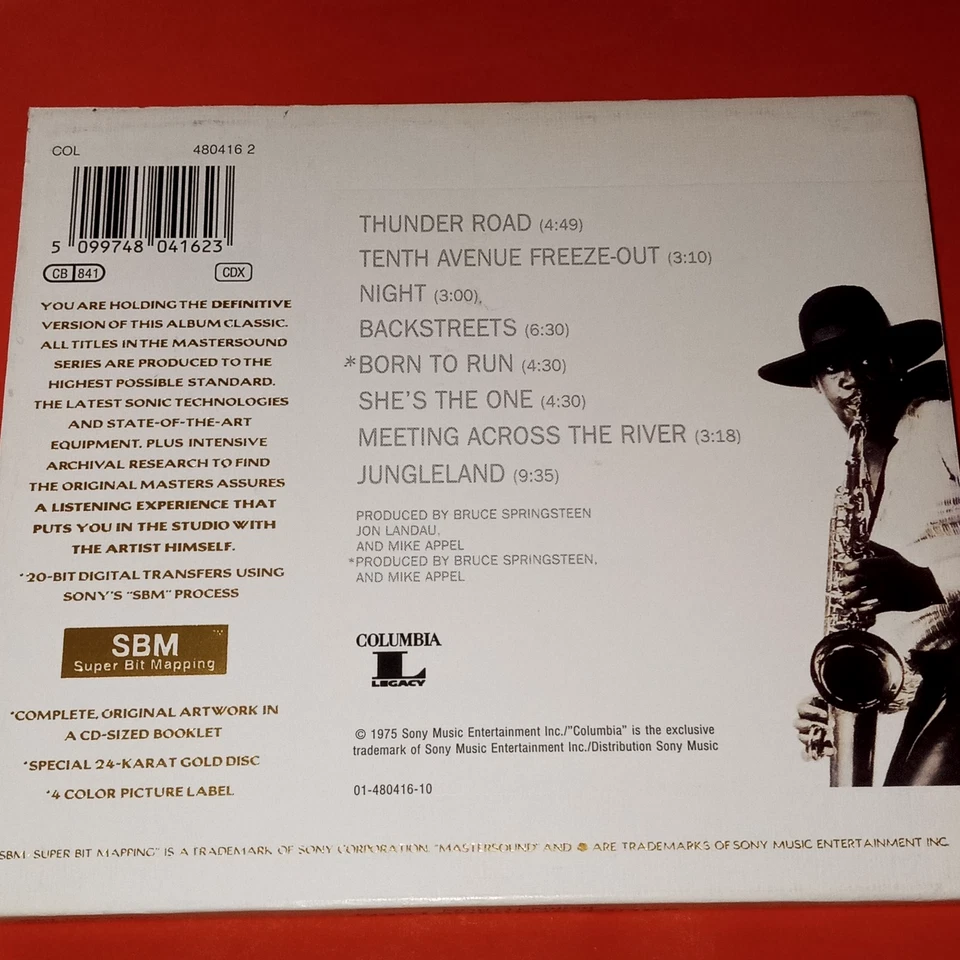 COL 480416 2
5 099748 041623
CB 841 CDX
YOU ARE HOLDING THE DEFINITIVE
VERSION OF THIS ALBUM CLASSIC.
ALL TITLES IN THE MASTERSOUND
SERIES ARE PRODUCED TO THE
HIGHEST POSSIBLE STANDARD.
THE LATEST SONIC TECHNOLOGIES
AND STATE-OF-THE-ART
EQUIPMENT, PLUS INTENSIVE
ARCHIVAL RESEARCH TO FIND
THE ORIGINAL MASTERS ASSURES
A LISTENING EXPERIENCE THAT
PUTS YOU IN THE STUDIO WITH
THE ARTIST HIMSELF.
*20-BIT DIGITAL TRANSFERS USING
SONY'S "SBM" PROCESS
SBM
Super Bit Mapping
*COMPLETE, ORIGINAL ARTWORK IN
A CD-SIZED BOOKLET
*SPECIAL 24-KARAT GOLD DISC
*4 COLOR PICTURE LABEL
THUNDER ROAD (4:49)
TENTH AVENUE FREEZE-OUT (3:10)
NIGHT (3:00)
BACKSTREETS (6:30)
*BORN TO RUN (4:30)
SHE'S THE ONE (4:30)
MEETING ACROSS THE RIVER (3:18)
JUNGLELAND (9:35)
PRODUCED BY BRUCE SPRINGSTEEN
JON LANDAU,
AND MIKE APPEL
*PRODUCED BY BRUCE SPRINGSTEEN,
AND MIKE APPEL
COLUMBIA
L
LEGACY
© 1975 Sony Music Entertainment Inc./"Columbia" is the exclusive
trademark of Sony Music Entertainment Inc./Distribution Sony Music
01-480416-10
SBM, SUPER BIT MAPPING" IS A TRADEMARK OF SONY CORPORATION. "MASTERSOUND" AND ARE TRADEMARKS OF SONY MUSIC ENTERTAINMENT INC.